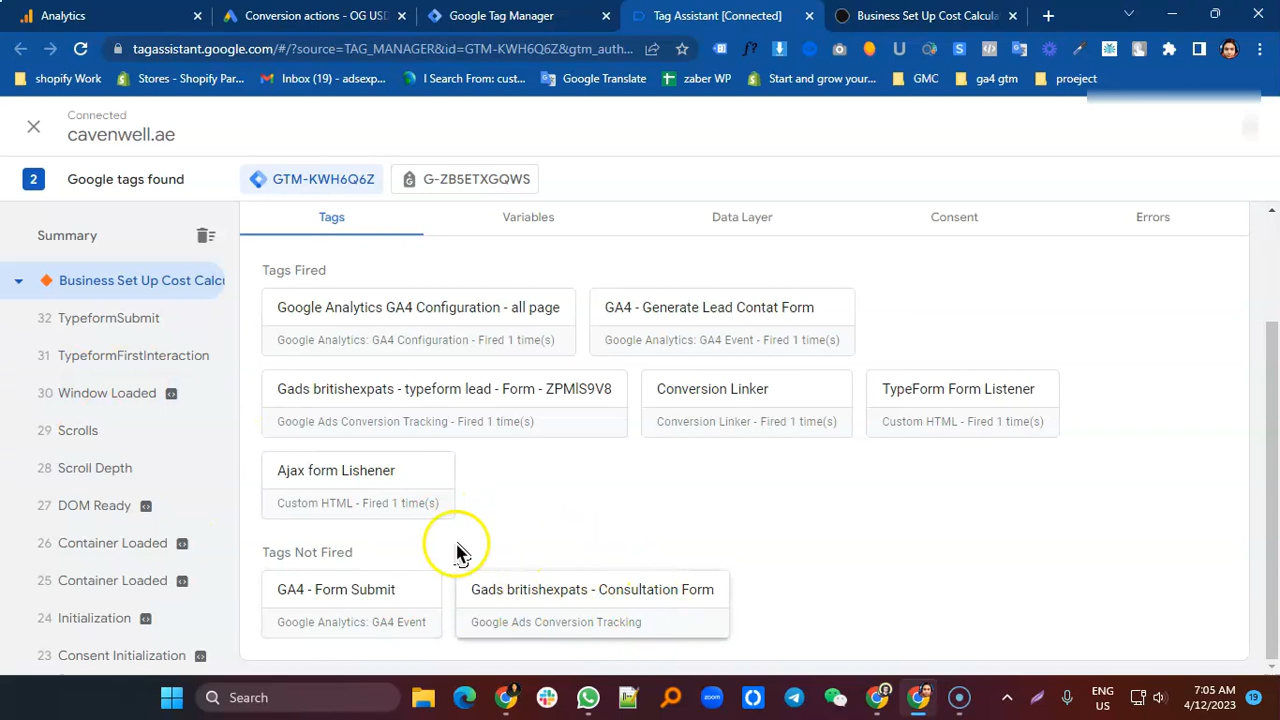 Analytics
Conversion actions - OG USD
Google Tag Manager
Tag Assistant [Connected]
Business Set Up Cost Calcula
tagassistant.google.com/#/?source=TAG_MANAGER&id=GTM-KWH6Q6Z&gtm_auth...
shopify Work
Stores - Shopify Par...
Inbox (19) - adsexp...
I Search From: cust...
Google Translate
zaber WP
Start and grow your...
GMC
ga4 gtm
proeject
Connected
cavenwell.ae
2 Google tags found
GTM-KWH6Q6Z
G-ZB5ETXGQWS
Summary
Tags
Variables
Data Layer
Consent
Errors
Business Set Up Cost Calcu
32 TypeformSubmit
31 TypeformFirstInteraction
30 Window Loaded
29 Scrolls
28 Scroll Depth
27 DOM Ready
26 Container Loaded
25 Container Loaded
24 Initialization
23 Consent Initialization
Tags Fired
Google Analytics GA4 Configuration - all page
Google Analytics: GA4 Configuration - Fired 1 time(s)
GA4 - Generate Lead Contat Form
Google Analytics: GA4 Event - Fired 1 time(s)
Gads britishexpats - typeform lead - Form - ZPMlS9V8
Google Ads Conversion Tracking - Fired 1 time(s)
Conversion Linker
Conversion Linker - Fired 1 time(s)
TypeForm Form Listener
Custom HTML - Fired 1 time(s)
Ajax form Lishener
Custom HTML - Fired 1 time(s)
Tags Not Fired
GA4 - Form Submit
Google Analytics: GA4 Event
Gads britishexpats - Consultation Form
Google Ads Conversion Tracking
Search
zoom
ENG
US
7:05 AM
4/12/2023
19